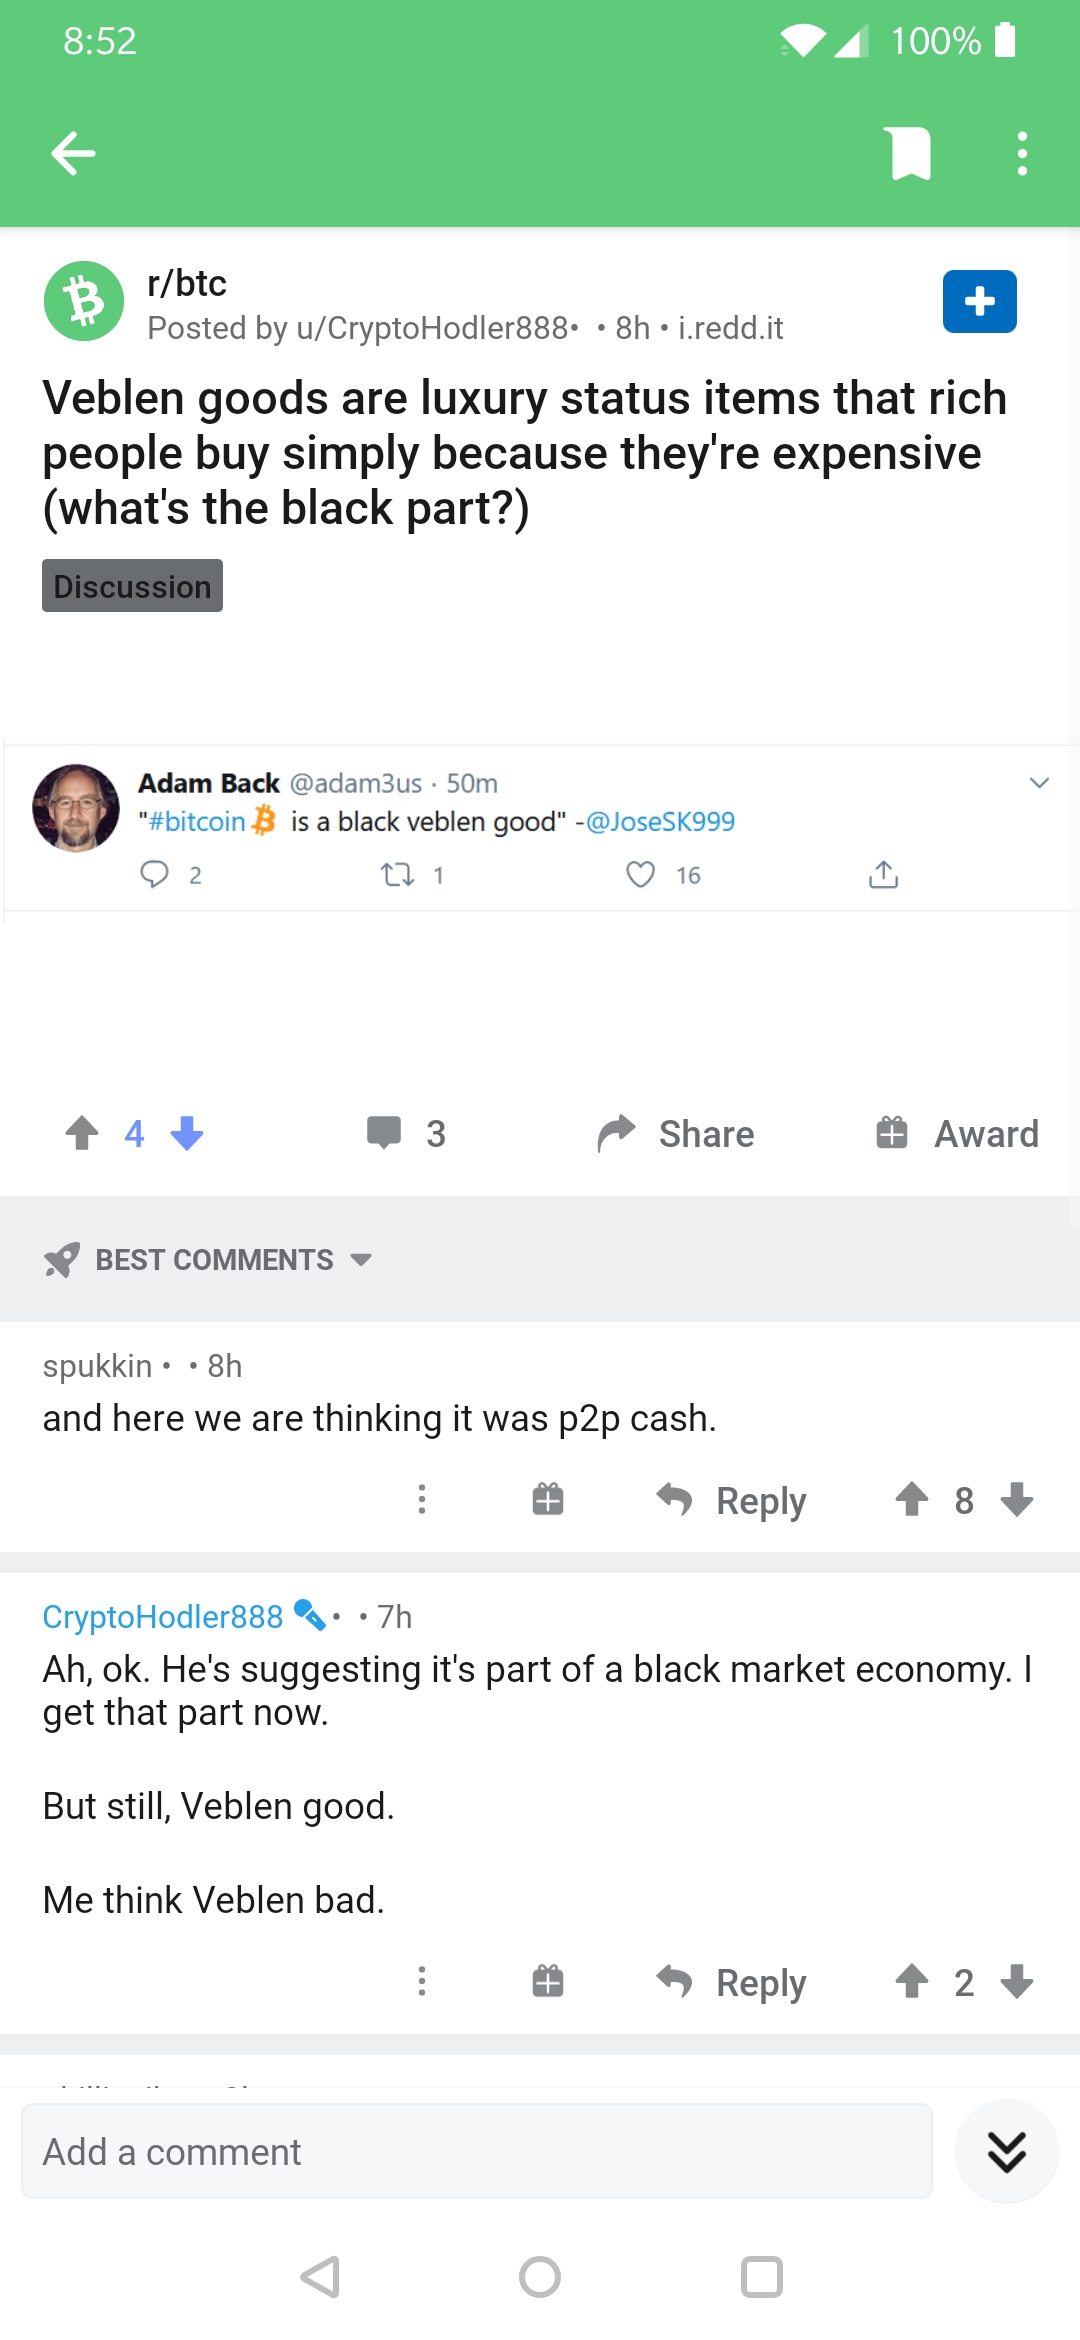 8:52
100%
r/btc
Posted by u/CryptoHodler888• • 8h • i.redd.it
Veblen goods are luxury status items that rich
people buy simply because they're expensive
(what's the black part?)
Discussion
Adam Back @adam3us · 50m
"#bitcoin is a black veblen good" -@JoseSK999
2 1 16
4 3 Share Award
BEST COMMENTS
spukkin • • 8h
and here we are thinking it was p2p cash.
Reply 8
CryptoHodler888 • • 7h
Ah, ok. He's suggesting it's part of a black market economy. I
get that part now.
But still, Veblen good.
Me think Veblen bad.
Reply 2
Add a comment